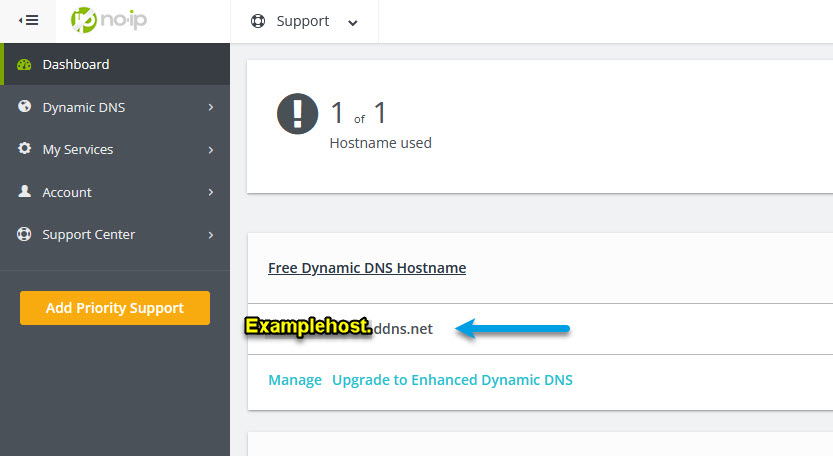 no-ip
Support
Dashboard
Dynamic DNS
My Services
Account
Support Center
Add Priority Support
1 of 1
Hostname used
Free Dynamic DNS Hostname
Examplehost.ddns.net
Manage Upgrade to Enhanced Dynamic DNS